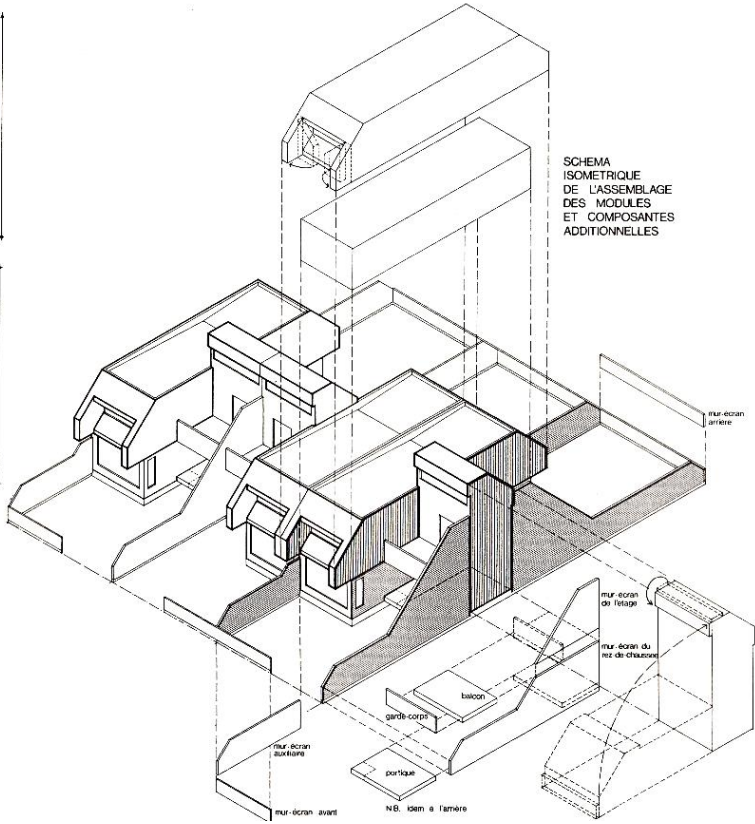 SCHEMA
ISOMETRIQUE
DE L'ASSEMBLAGE
DES MODULES
ET COMPOSANTES
ADDITIONNELLES
mur-écran
arrière
mur-écran
de l'étage
mur-écran du
rez-de-chaussée
balcon
garde-corps
mur-écran
auxiliaire
portique
N.B. idem a l'arrière
mur-écran avant